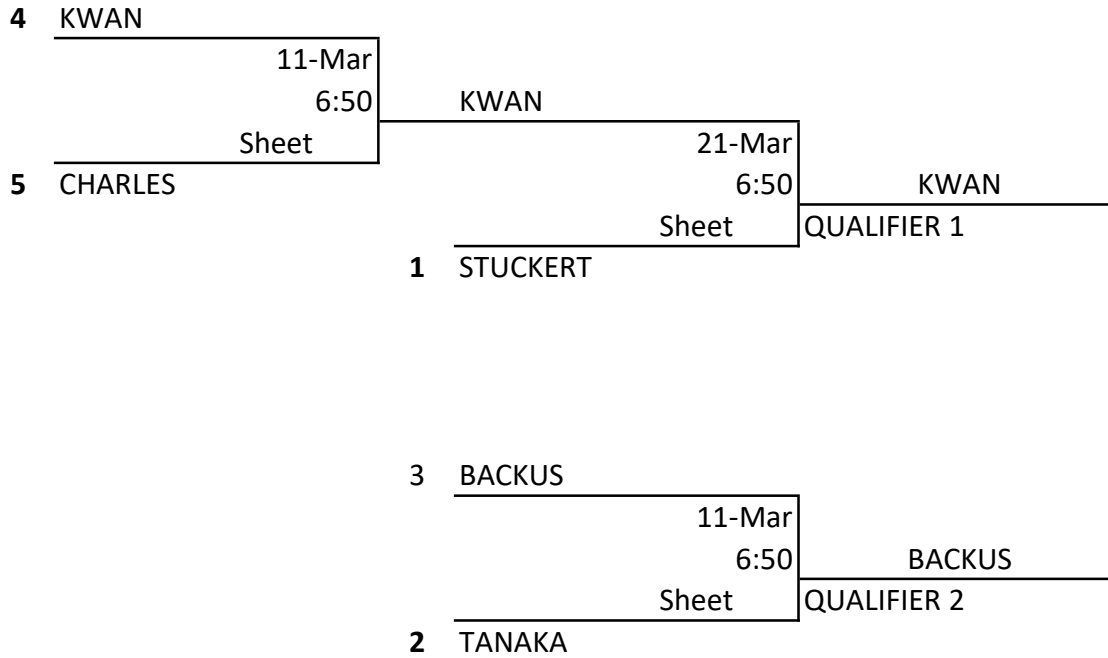 4 KWAN
11-Mar
6:50 KWAN
Sheet 21-Mar
5 CHARLES 6:50 KWAN
Sheet QUALIFIER 1
1 STUCKERT
3 BACKUS
11-Mar
6:50 BACKUS
Sheet QUALIFIER 2
2 TANAKA